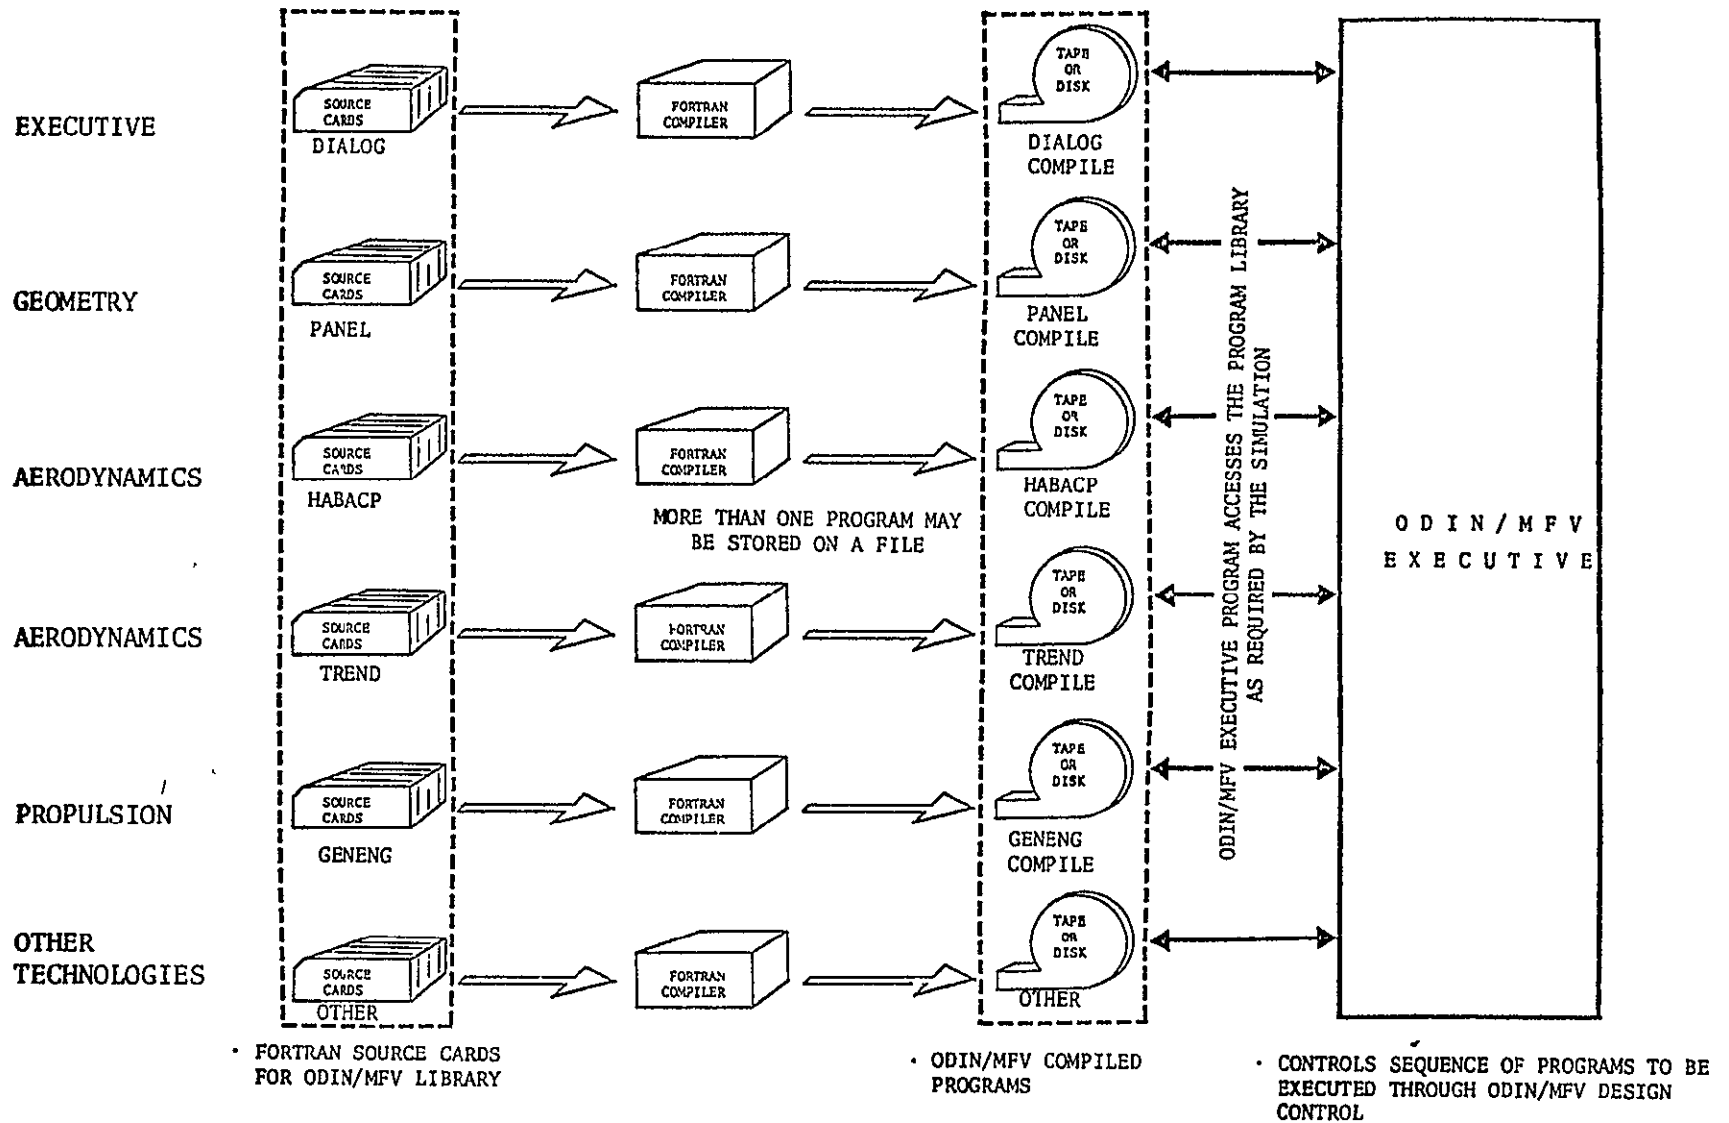 EXECUTIVE
SOURCE
CARDS
DIALOG
FORTRAN
COMPILER
TAPE
OR
DISK
DIALOG
COMPILE
GEOMETRY
SOURCE
CARDS
PANEL
FORTRAN
COMPILER
TAPE
OR
DISK
PANEL
COMPILE
AERODYNAMICS
SOURCE
CARDS
HABACP
FORTRAN
COMPILER
TAPE
OR
DISK
HABACP
COMPILE
MORE THAN ONE PROGRAM MAY
BE STORED ON A FILE
AERODYNAMICS
SOURCE
CARDS
TREND
FORTRAN
COMPILER
TAPE
OR
DISK
TREND
COMPILE
PROPULSION
SOURCE
CARDS
GENENG
FORTRAN
COMPILER
TAPE
OR
DISK
GENENG
COMPILE
OTHER
TECHNOLOGIES
SOURCE
CARDS
OTHER
FORTRAN
COMPILER
TAPE
OR
DISK
OTHER
ODIN/MFV EXECUTIVE PROGRAM ACCESSES THE PROGRAM LIBRARY
AS REQUIRED BY THE SIMULATION
ODIN/MFV
EXECUTIVE
· FORTRAN SOURCE CARDS
FOR ODIN/MFV LIBRARY
· ODIN/MFV COMPILED
PROGRAMS
· CONTROLS SEQUENCE OF PROGRAMS TO BE
EXECUTED THROUGH ODIN/MFV DESIGN
CONTROL